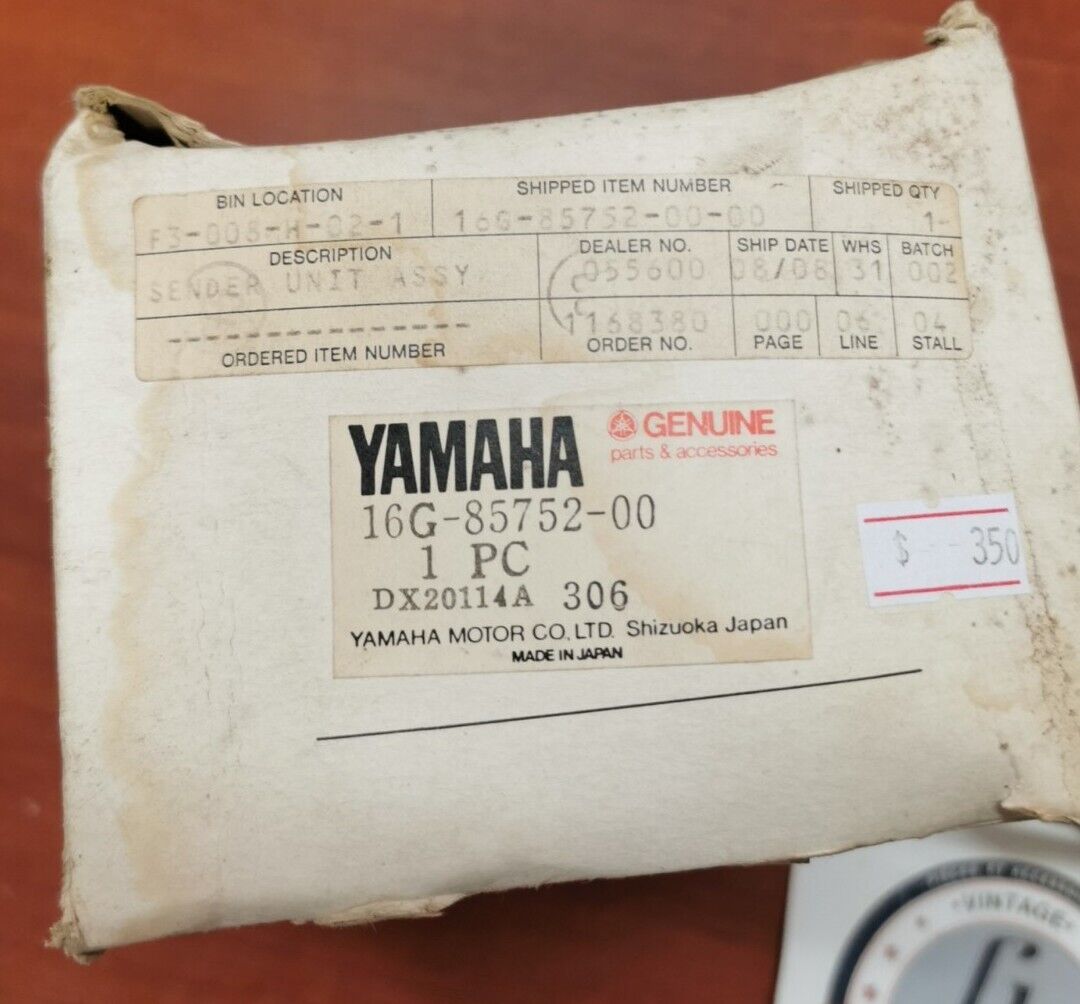 BIN LOCATION SHIPPED ITEM NUMBER SHIPPED QTY
F3-008-H-02-1 16G-85752-00-00 1-
DESCRIPTION DEALER NO. SHIP DATE WHS BATCH
SENDER UNIT ASSY 055600 08/08 31 002
------------------ 1168380 000 06 04
ORDERED ITEM NUMBER ORDER NO. PAGE LINE STALL
YAMAHA GENUINE
parts & accessories
16G-85752-00
1 PC
DX20114A 306
YAMAHA MOTOR CO., LTD. Shizuoka Japan
MADE IN JAPAN
$ --350
•VINTAGE•